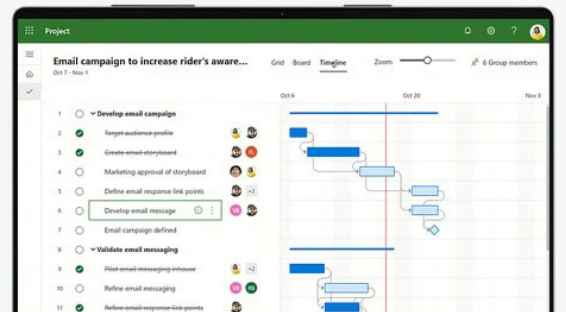 Project
?
Email campaign to increase rider's aware...
Oct 7 - Nov 1
Grid Board Timeline Zoom 6 Group members
Oct 6 Oct 20 Nov 3
1 Develop email campaign
2 Target audience profile
3 Create email storyboard
4 Marketing approval of storyboard
5 Define email response link points +2
6 Develop email message VB
7 Email campaign defined
8 Validate email messaging
9 Pilot email messaging inhouse +2
10 Refine email messaging
11 Refine email response link points